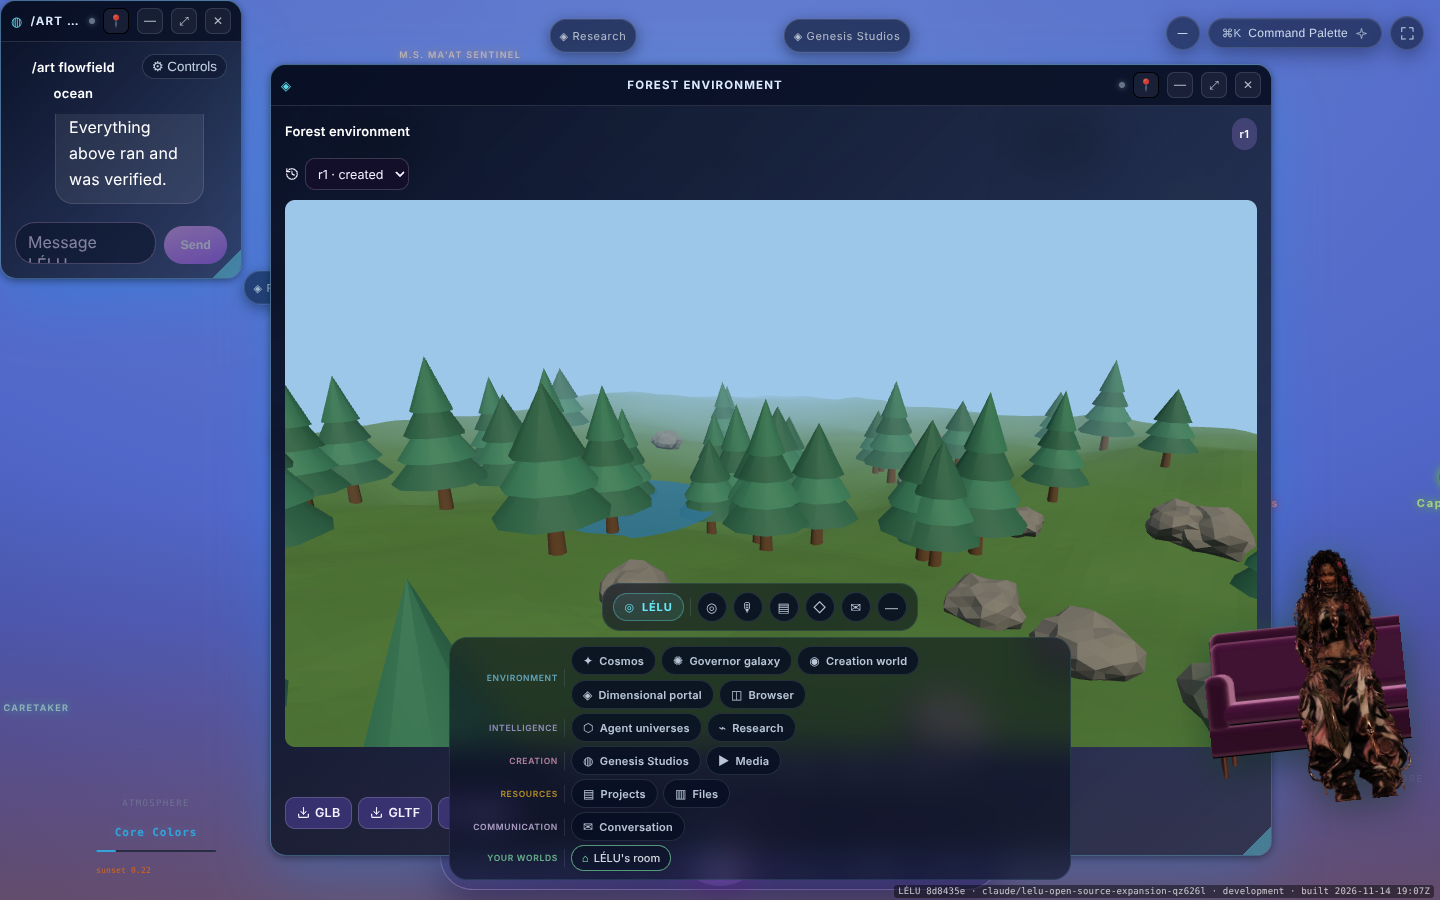 /ART ...
Research
Genesis Studios
⌘K Command Palette
M.S. MA'AT SENTINEL
/art flowfield
ocean
Controls
Everything
above ran and
was verified.
Message
LÉLU
Send
FOREST ENVIRONMENT
Forest environment
r1
r1 · created
LÉLU
ENVIRONMENT
Cosmos
Governor galaxy
Creation world
Dimensional portal
Browser
INTELLIGENCE
Agent universes
Research
CREATION
Genesis Studios
Media
RESOURCES
Projects
Files
COMMUNICATION
Conversation
YOUR WORLDS
LÉLU's room
GLB
GLTF
CARETAKER
ATMOSPHERE
Core Colors
sunset 0.22
LÉLU 8d8435e · claude/lelu-open-source-expansion-qz626l · development · built 2026-11-14 19:07Z